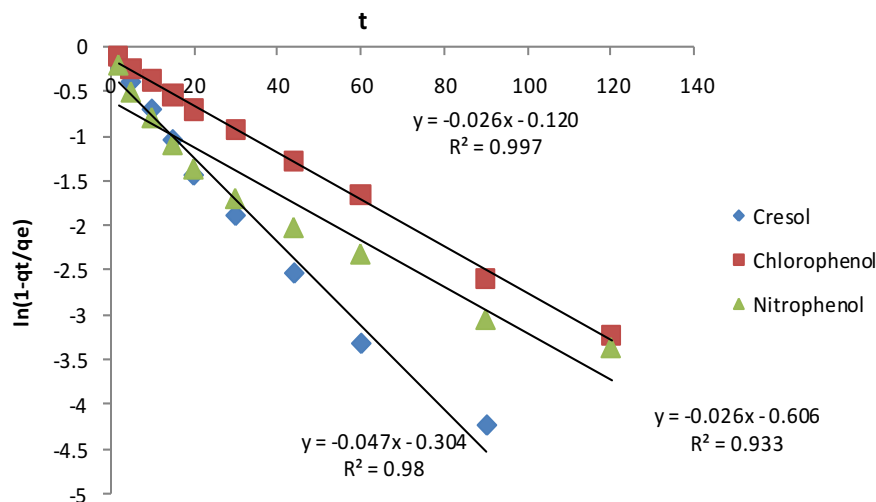 t
0
0
20
40
60
80
100
120
140
-0.5
-1
-1.5
-2
-2.5
-3
-3.5
-4
-4.5
-5
ln(1-qt/qe)
y = -0.026x - 0.120
R² = 0.997
Cresol
Chlorophenol
Nitrophenol
y = -0.026x - 0.606
R² = 0.933
y = -0.047x - 0.304
R² = 0.98